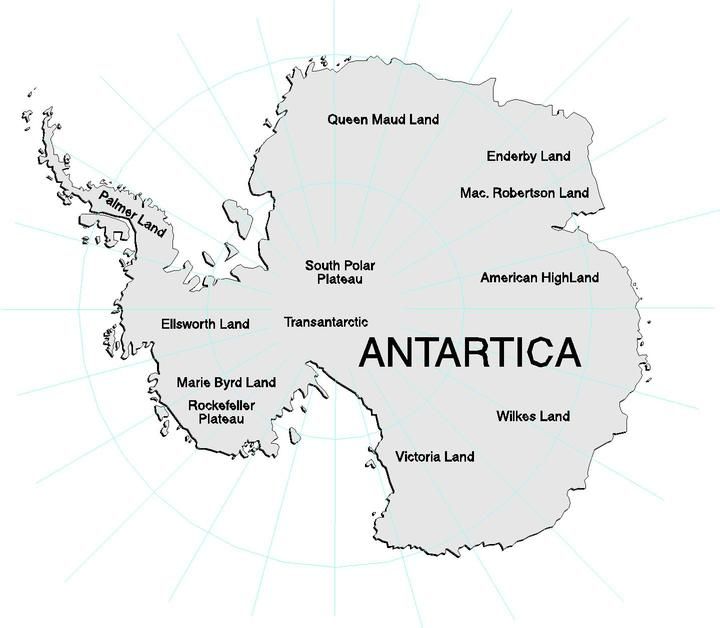 Queen Maud Land
Enderby Land
Mac. Robertson Land
Palmer Land
South Polar
Plateau
American HighLand
Ellsworth Land
Transantarctic
ANTARTICA
Marie Byrd Land
Rockefeller
Plateau
Wilkes Land
Victoria Land